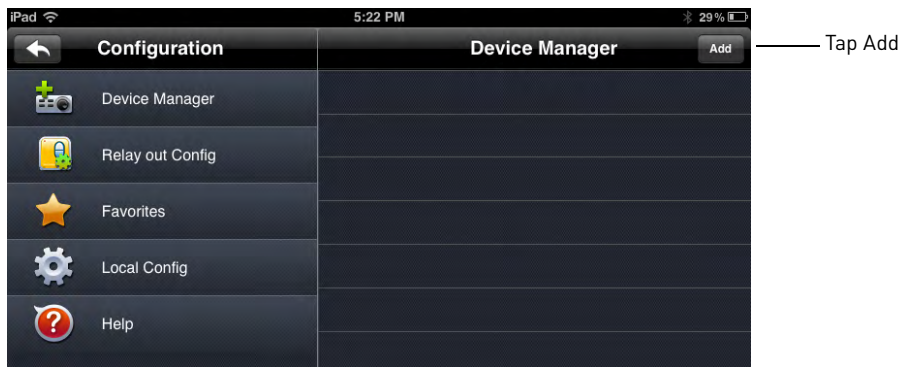 iPad 5:22 PM 29%
Configuration Device Manager Add Tap Add
Device Manager
Relay out Config
Favorites
Local Config
? Help